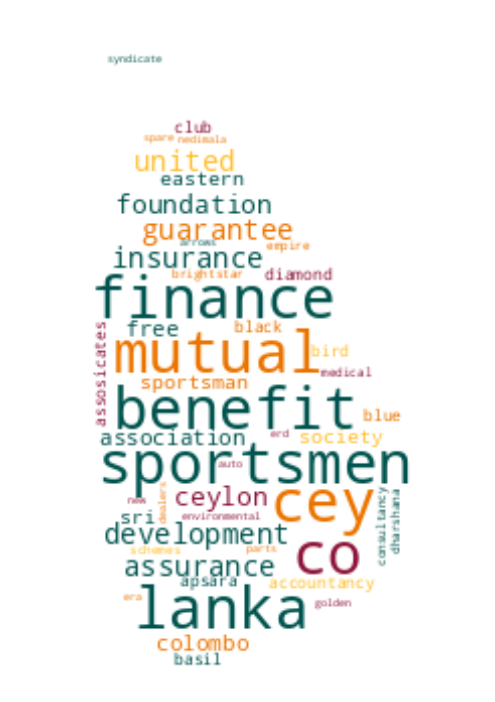 syndicate
club
spare nedimala
united
eastern
foundation
guarantee
arrows
empire
insurance
brightstar diamond
finance
free black
assosicates
mutual
bird
medical
sportsman
benefit
blue
association erd society
sportsmen
auto
new
dealers
ceylon
cey
consultancy
dharshana
sri
environmental
development
schemes parts
co
assurance
apsara accountancy
era
lanka
golden
colombo
basil